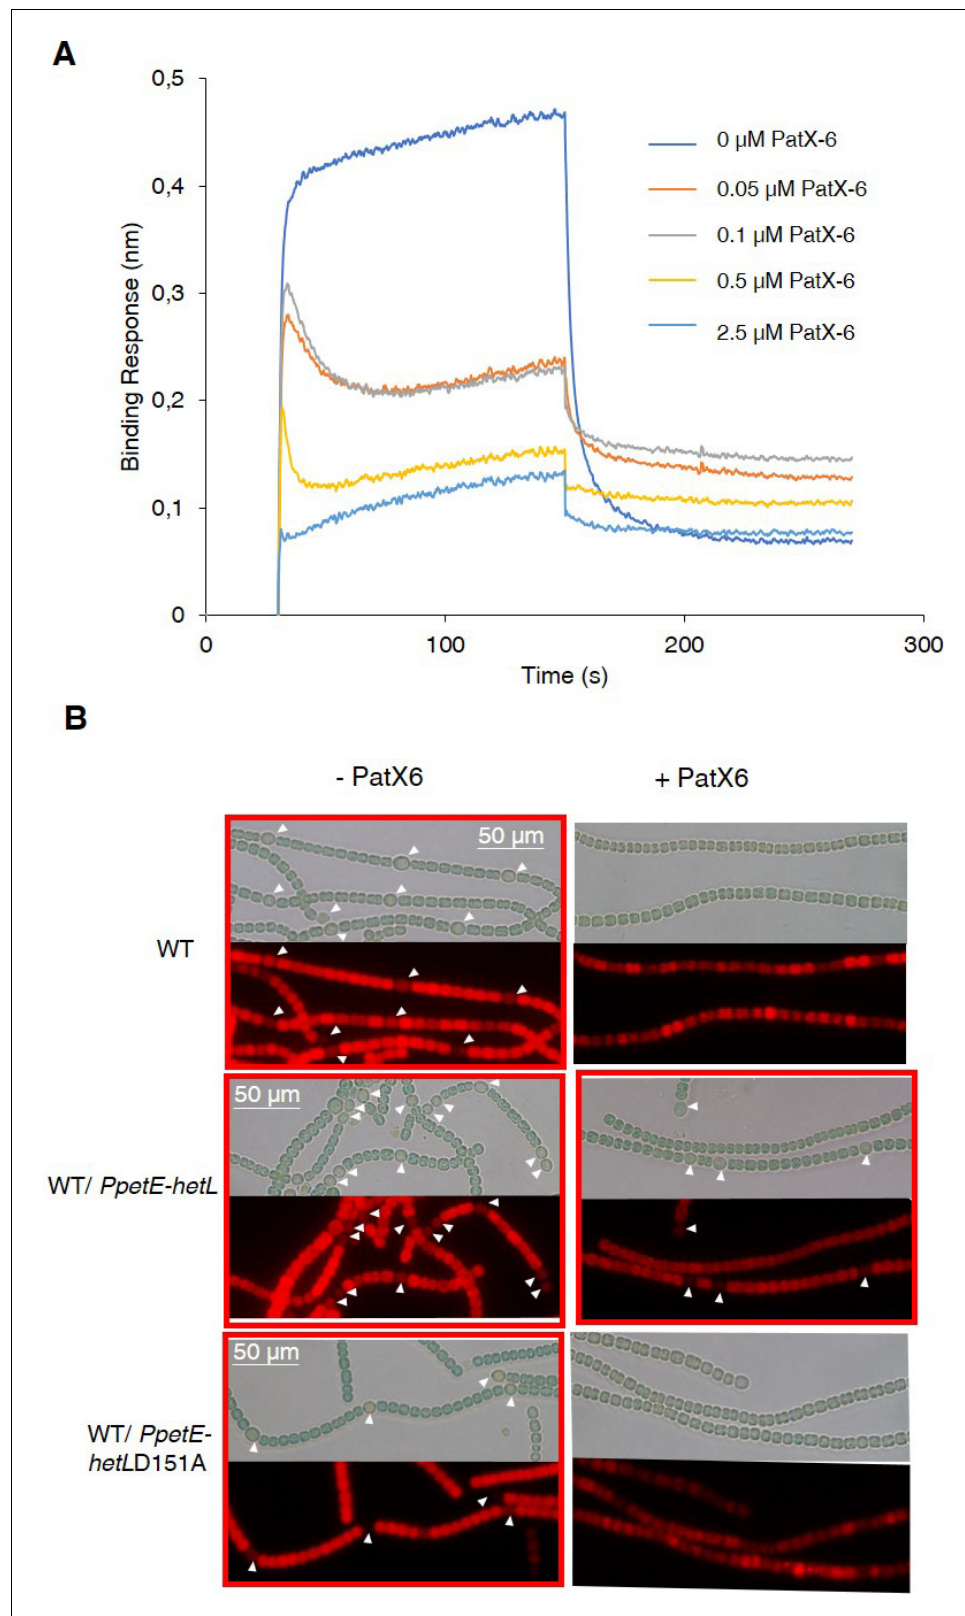 A
0,5
0,4
0,3
0,2
0,1
0
Binding Response (nm)
0
100
200
300
Time (s)
0 µM PatX-6
0.05 µM PatX-6
0.1 µM PatX-6
0.5 µM PatX-6
2.5 µM PatX-6
B
- PatX6
+ PatX6
50 µm
WT
50 µm
WT/ PpetE-hetL
50 µm
WT/ PpetE-
hetLD151A